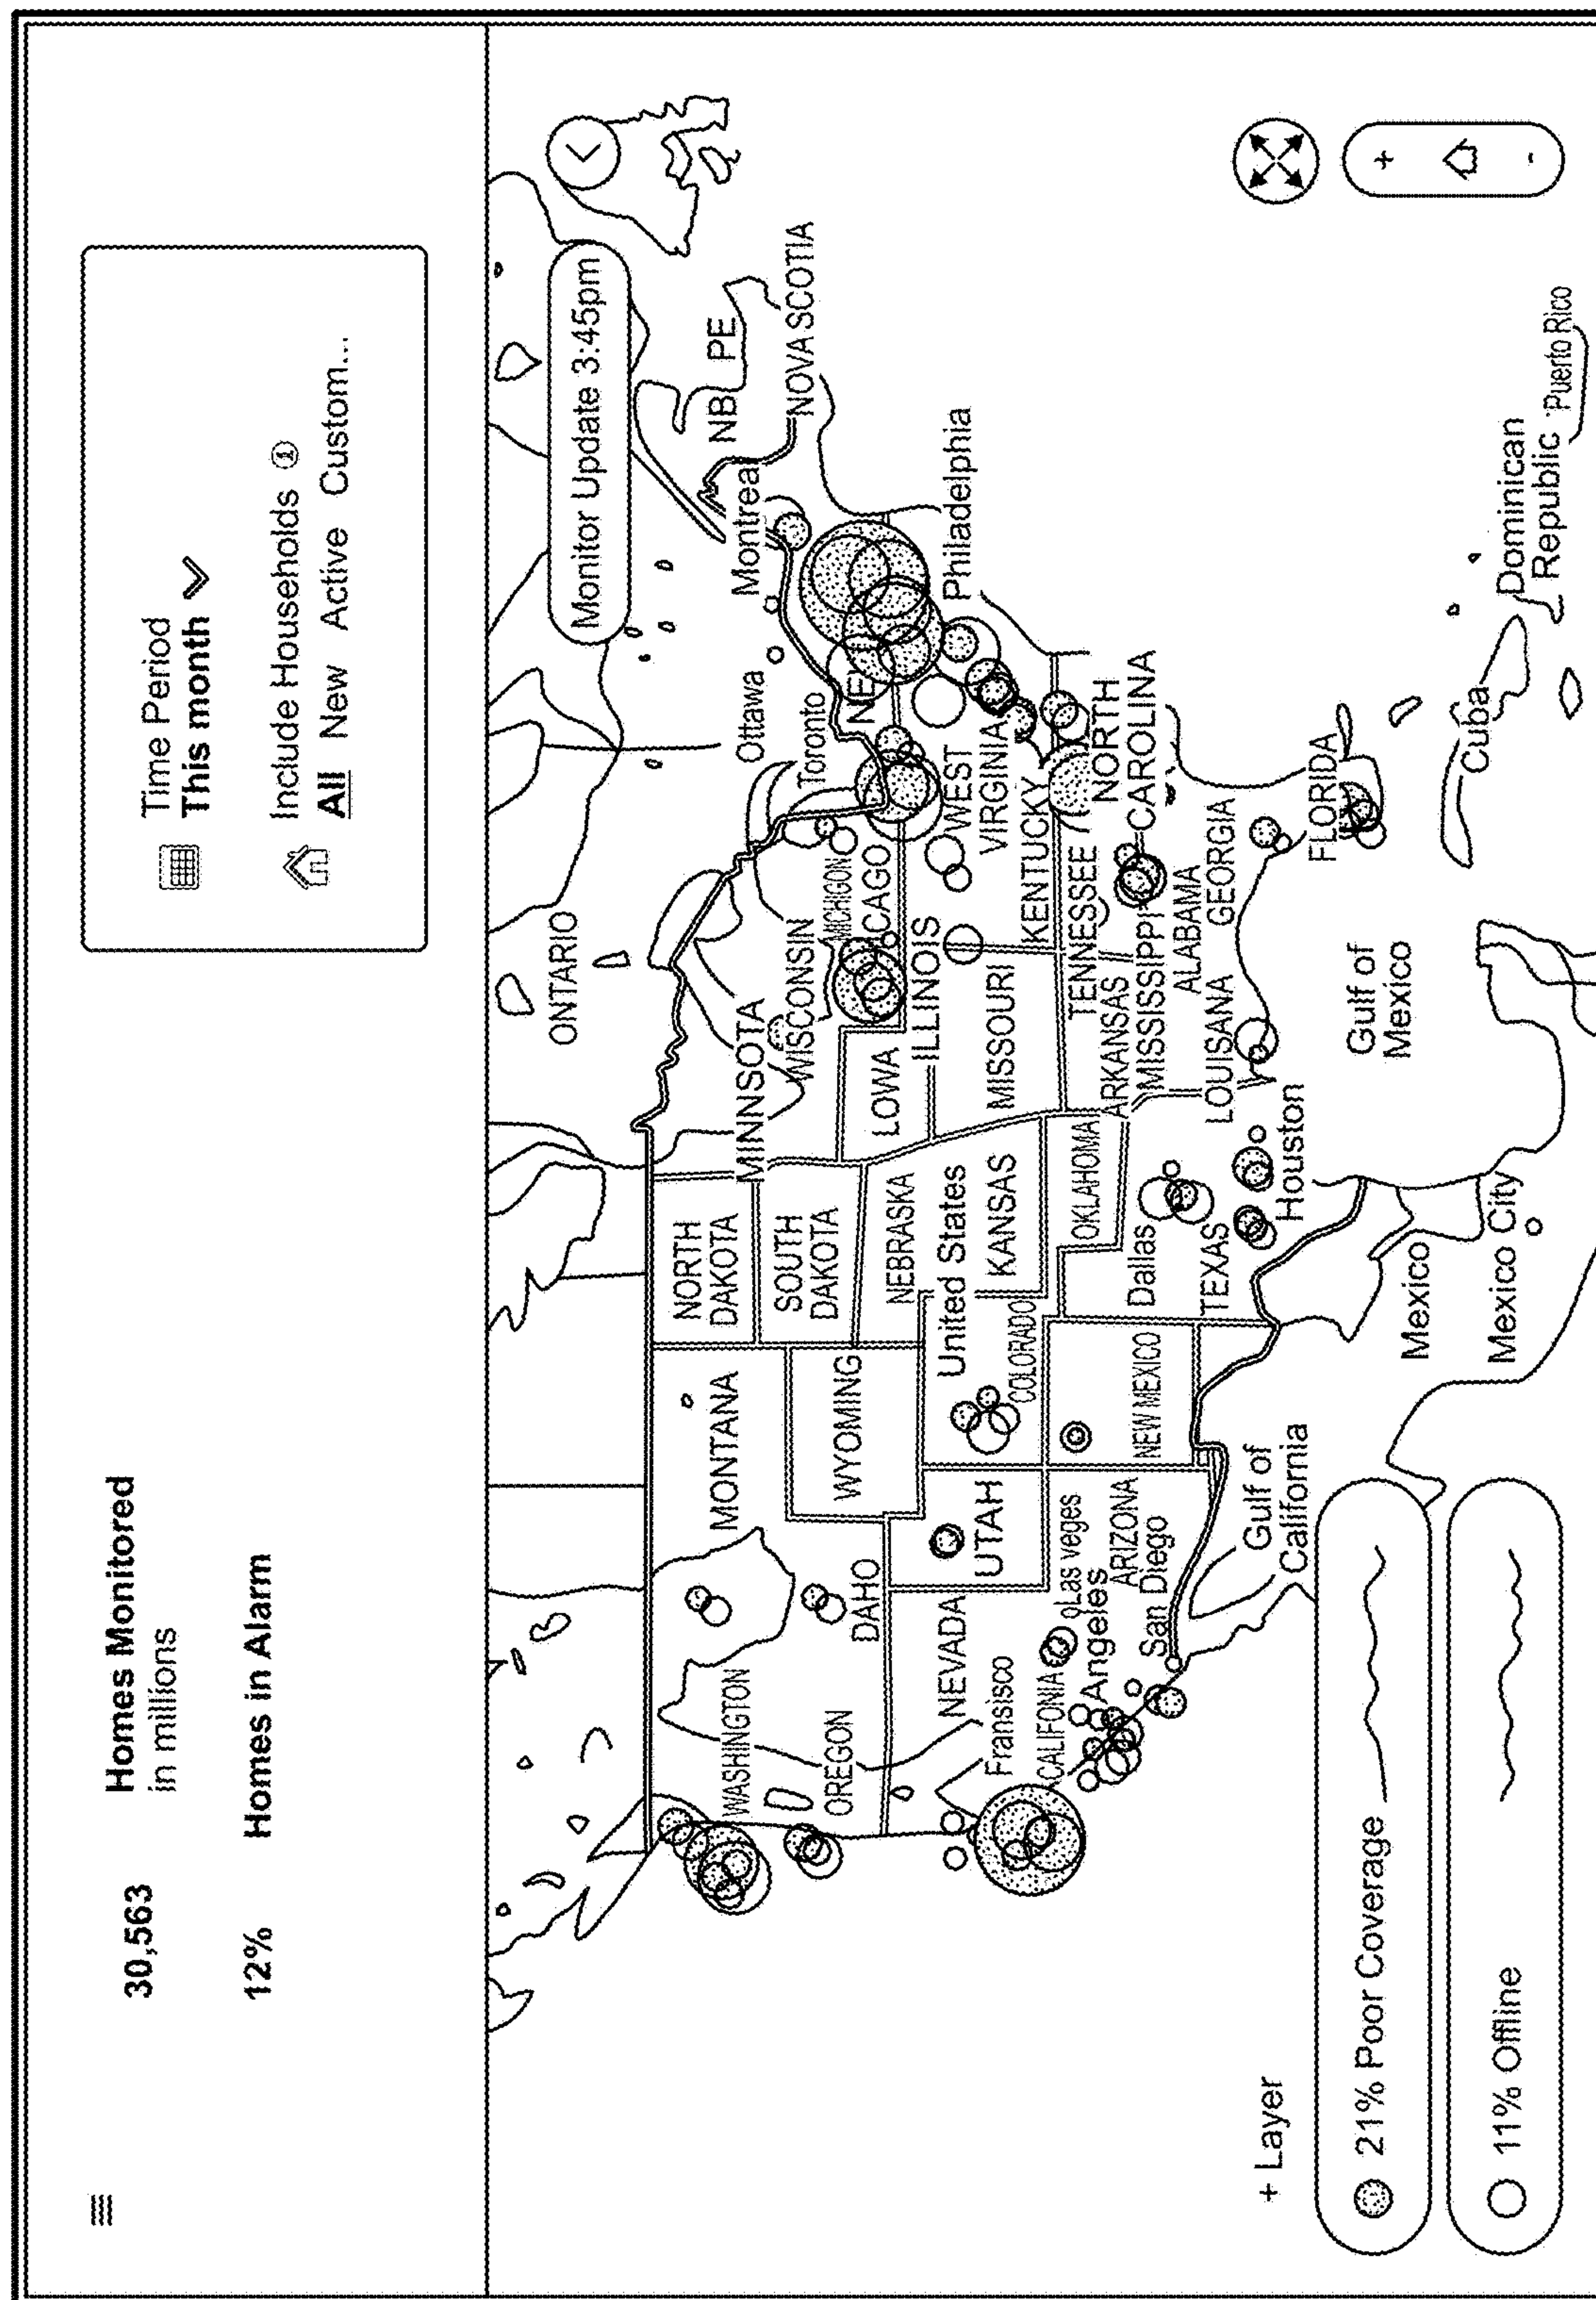 30,563 Homes Monitored
in millions
12% Homes in Alarm
Time Period
This month
Include Households ①
All New Active Custom...
Monitor Update 3:45pm
ONTARIO
Montreal
NB
PE
NOVA SCOTIA
Ottawa
Toronto
WASHINGTON
MONTANA
NORTH
DAKOTA
MINNSOTA
WISCONSIN
MICHIGON
OREGON
DAHO
WYOMING
SOUTH
DAKOTA
LOWA
CAGO
NE
Philadelphia
NEVADA
UTAH
United States
NEBRASKA
ILLINOIS
WEST
VIRGINIA
Fransisco
CALIFONIA
Las veges
COLORADO
KANSAS
MISSOURI
KENTUCKY
Angeles
ARIZONA
San Diego
NEW MEXICO
OKLAHOMA
ARKANSAS
TENNESSEE
NORTH
CAROLINA
MISSISSIPPI
ALABAMA
GEORGIA
Dallas
TEXAS
LOUISANA
Houston
FLORIDA
Gulf of
California
Gulf of
Mexico
Mexico
Mexico City
Cuba
Dominican
Republic
Puerto Rico
+ Layer
21% Poor Coverage
11% Offline
+
-